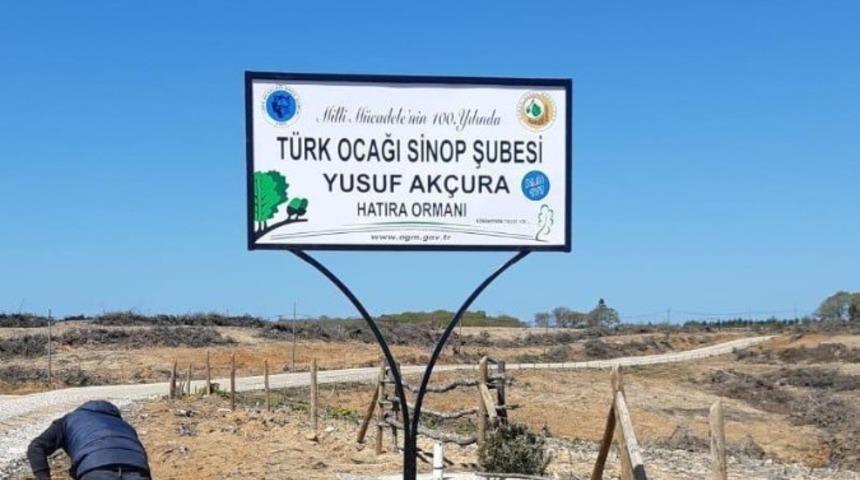 Milli Mücadele'nin 100. Yılında
TÜRK OCAĞI SİNOP ŞUBESİ
YUSUF AKÇURA
HATIRA ORMANI
www.ogm.gov.tr